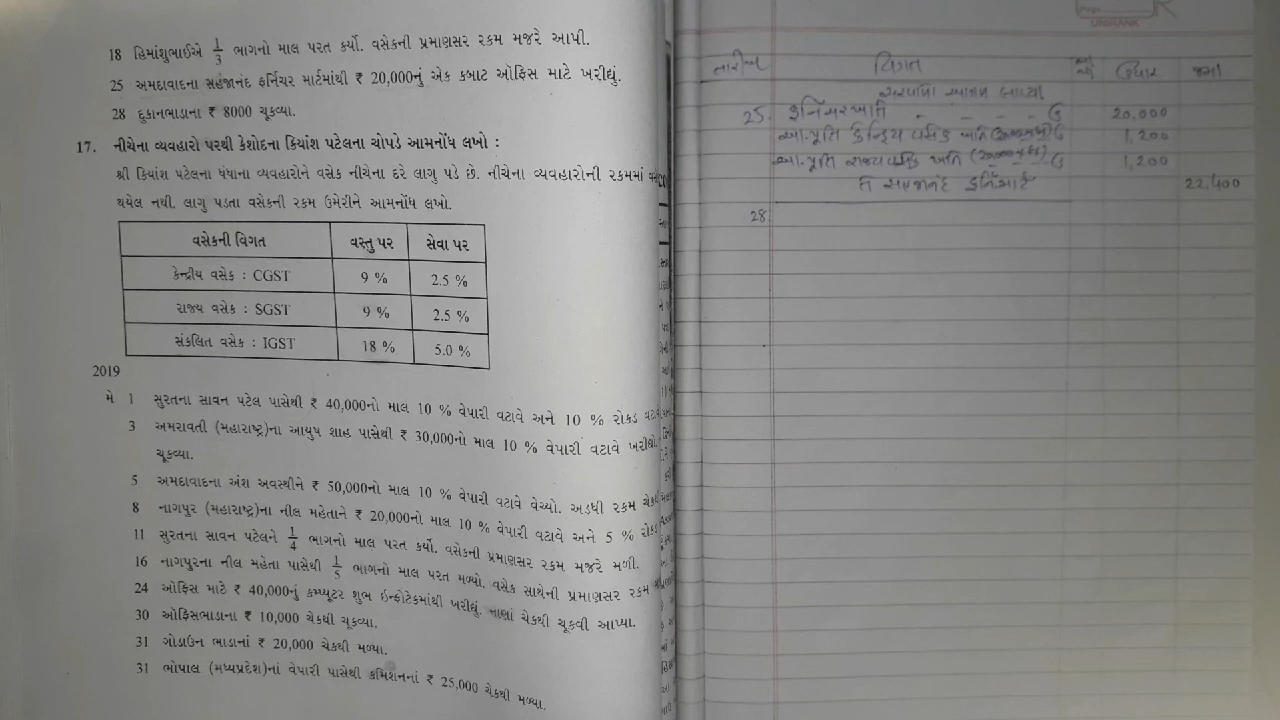 18 હિમાંશુભાઈએ 1/3 ભાગનો માલ પરત કર્યો. વસેકની પ્રમાણસર રકમ મજરે આપી.
25 અમદાવાદના સહજાનંદ ફર્નિચર માર્ટમાંથી ₹ 20,000નું એક કબાટ ઑફિસ માટે ખરીદ્યું.
28 દુકાનભાડાના ₹ 8000 ચૂકવ્યા.
17. નીચેના વ્યવહારો પરથી કેશોદના ક્રિયાંશ પટેલના ચોપડે આમનોંધ લખો :
શ્રી ક્રિયાંશ પટેલના ધંધાના વ્યવહારોને વસેક નીચેના દરે લાગુ પડે છે. નીચેના વ્યવહારોની રકમમાં
થયેલ નથી. લાગુ પડતા વસેકની રકમ ઉમેરીને આમનોંધ લખો.
વસેકની વિગત વસ્તુ પર સેવા પર
કેન્દ્રીય વસેક : CGST 9 % 2.5 %
રાજ્ય વસેક : SGST 9 % 2.5 %
સંકલિત વસેક : IGST 18 % 5.0 %
2019
મે 1 સુરતના સાવન પટેલ પાસેથી ₹ 40,000નો માલ 10 % વેપારી વટાવે અને 10 % રોકડ
3 અમરાવતી (મહારાષ્ટ્ર)ના આયુષ શાહ પાસેથી ₹ 30,000નો માલ 10 % વેપારી વટાવે ખરીદ્યો.
ચૂકવ્યા.
5 અમદાવાદના અંશ અવસ્થીને ₹ 50,000નો માલ 10 % વેપારી વટાવે વેચ્યો. અડધી રકમ
8 નાગપુર (મહારાષ્ટ્ર)ના નીલ મહેતાને ₹ 20,000નો માલ 10 % વેપારી વટાવે અને 5 % રોકડ
11 સુરતના સાવન પટેલને 1/4 ભાગનો માલ પરત કર્યો. વસેકની પ્રમાણસર રકમ મજરે મળી.
16 નાગપુરના નીલ મહેતા પાસેથી 1/5 ભાગનો માલ પરત મળ્યો. વસેક સાથેની પ્રમાણસર રકમ
24 ઑફિસ માટે ₹ 40,000નું કમ્પ્યૂટર શુભ ઇન્ફોટેકમાંથી ખરીદ્યું. નાણાં ચેકથી ચૂકવી આપ્યા.
30 ઑફિસભાડાના ₹ 10,000 ચેકથી ચૂકવ્યા.
31 ગોડાઉન ભાડાનાં ₹ 20,000 ચેકથી મળ્યા.
31 ભોપાલ (મધ્યપ્રદેશ)નાં વેપારી પાસેથી કમિશનનાં ₹ 25,000 ચેકથી મળ્યા.
UNIRANK
તારીખ વિગત ઉધાર જમા
25. ફર્નિચર ખાતે ઉ 20,000
વસેક ખાતે ઉ 1,200
આ.પૂર્તિ રાજ્ય વસેક ખાતે ઉ 1,200
22,400
28